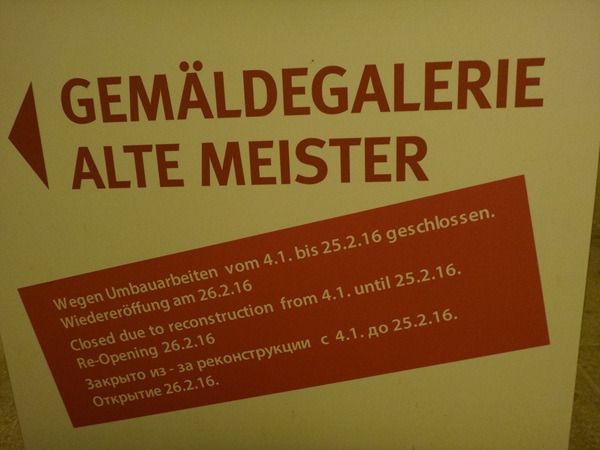 GEMÄLDEGALERIE
ALTE MEISTER
Wegen Umbauarbeiten vom 4.1. bis 25.2.16 geschlossen.
Wiedereröffung am 26.2.16
Closed due to reconstruction from 4.1. until 25.2.16.
Re-Opening 26.2.16
Закрыто из - за реконструкции с 4.1. до 25.2.16.
Открытие 26.2.16.